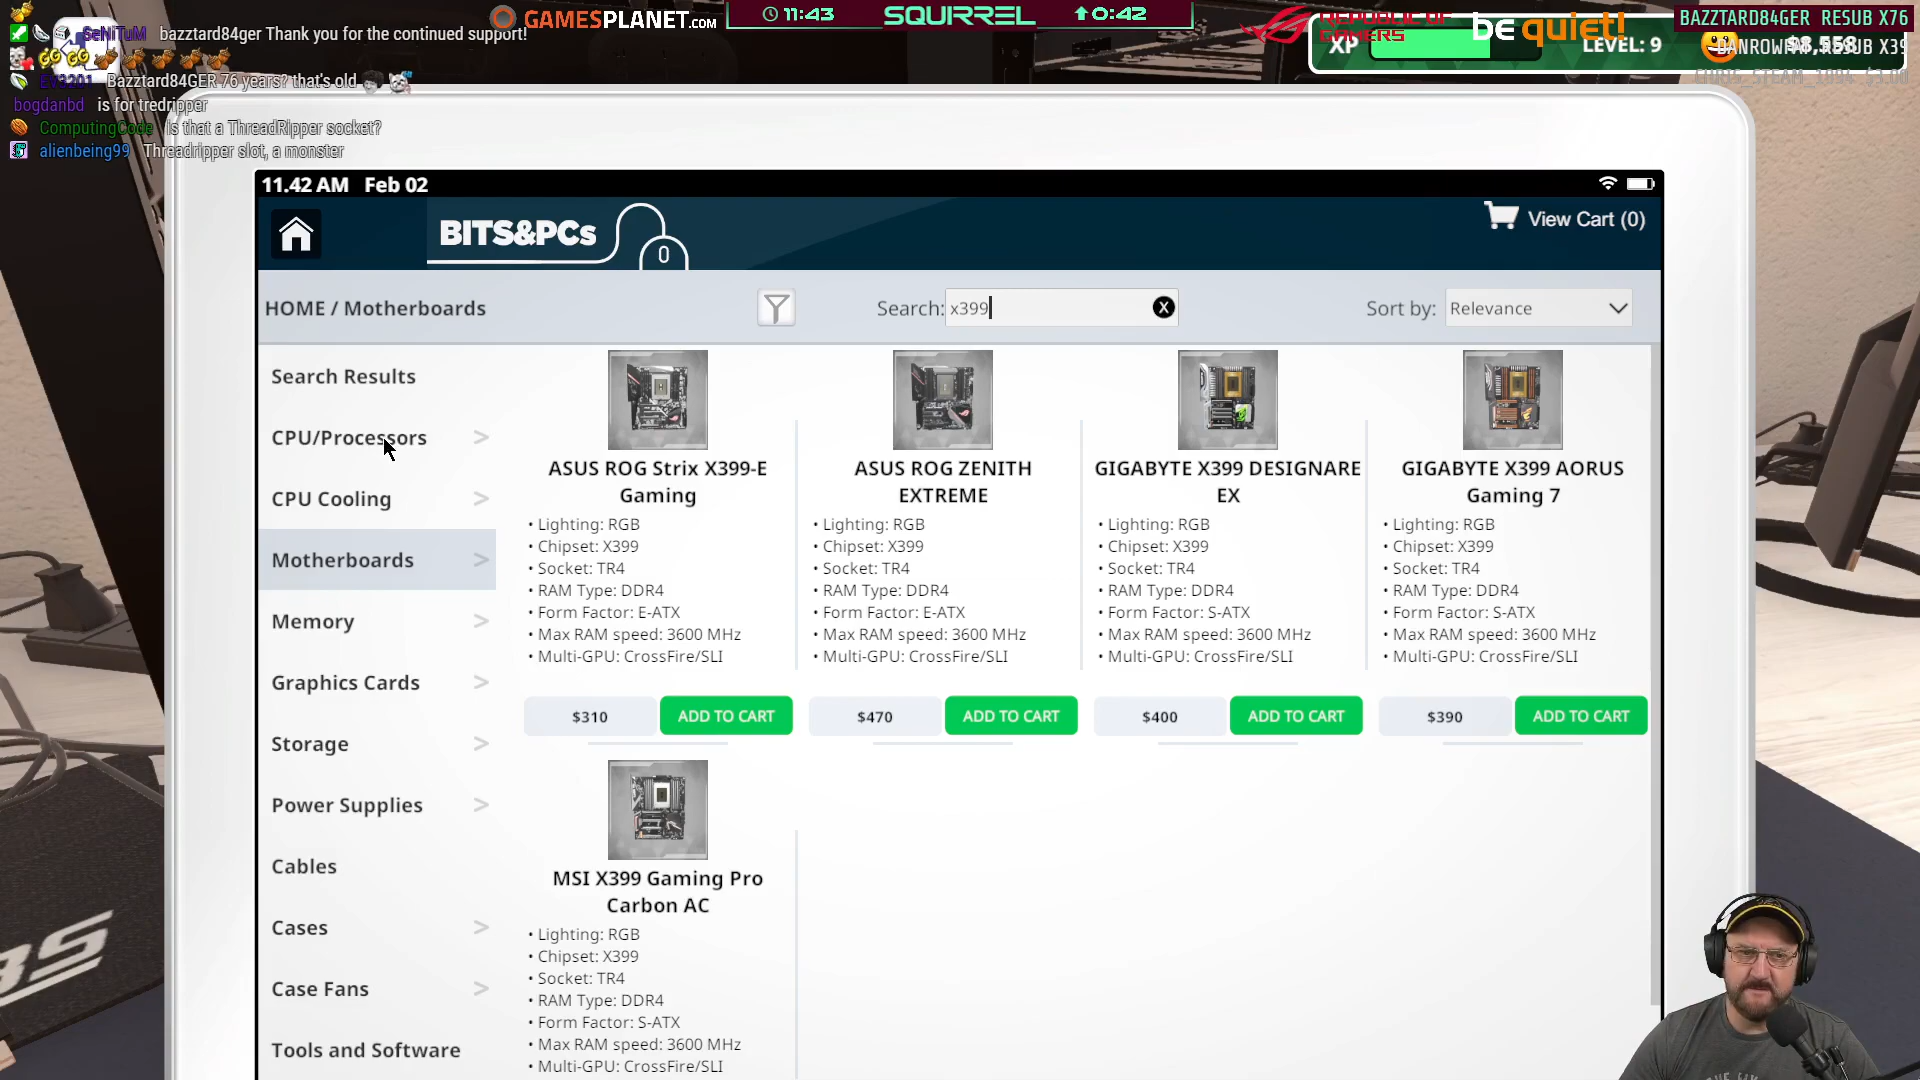 SeNiTuM bazztard84ger Thank you for the continued support!
GO GO
EV3201 Bazztard84GER 76 years? that's old
bogdanbd is for tredripper
ComputingCode Is that a ThreadRipper socket?
alienbeing99 Threadripper slot, a monster
GAMESPLANET.COM
11:43 SQUIRREL 0:42
REPUBLIC OF GAMERS
be quiet!
XP LEVEL: 9 $8,558
BAZZTARD84GER RESUB X76
RESUB X39
11.42 AM Feb 02
BITS&PCs
View Cart (0)
HOME / Motherboards
Search: x399
X
Sort by: Relevance
Search Results
CPU/Processors >
CPU Cooling >
Motherboards >
Memory >
Graphics Cards >
Storage >
Power Supplies >
Cables
Cases >
Case Fans >
Tools and Software
ASUS ROG Strix X399-E
Gaming
• Lighting: RGB
• Chipset: X399
• Socket: TR4
• RAM Type: DDR4
• Form Factor: E-ATX
• Max RAM speed: 3600 MHz
• Multi-GPU: CrossFire/SLI
$310 ADD TO CART
ASUS ROG ZENITH
EXTREME
• Lighting: RGB
• Chipset: X399
• Socket: TR4
• RAM Type: DDR4
• Form Factor: E-ATX
• Max RAM speed: 3600 MHz
• Multi-GPU: CrossFire/SLI
$470 ADD TO CART
GIGABYTE X399 DESIGNARE
EX
• Lighting: RGB
• Chipset: X399
• Socket: TR4
• RAM Type: DDR4
• Form Factor: S-ATX
• Max RAM speed: 3600 MHz
• Multi-GPU: CrossFire/SLI
$400 ADD TO CART
GIGABYTE X399 AORUS
Gaming 7
• Lighting: RGB
• Chipset: X399
• Socket: TR4
• RAM Type: DDR4
• Form Factor: S-ATX
• Max RAM speed: 3600 MHz
• Multi-GPU: CrossFire/SLI
$390 ADD TO CART
MSI X399 Gaming Pro
Carbon AC
• Lighting: RGB
• Chipset: X399
• Socket: TR4
• RAM Type: DDR4
• Form Factor: S-ATX
• Max RAM speed: 3600 MHz
• Multi-GPU: CrossFire/SLI